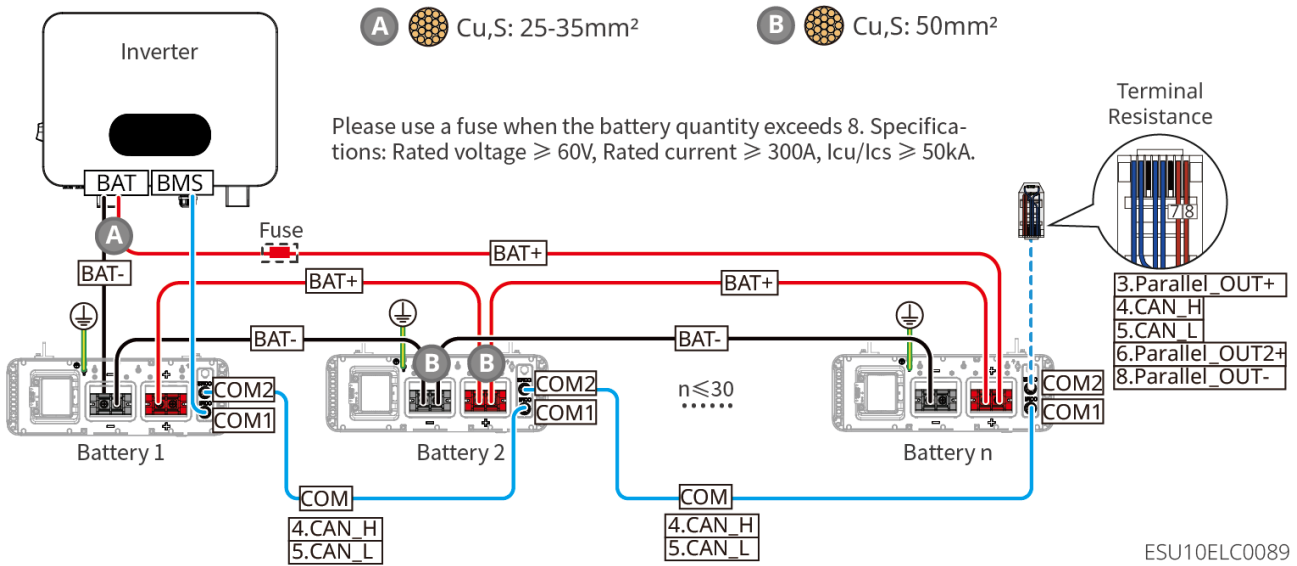 A Cu,S: 25-35mm²
B Cu,S: 50mm²
Inverter
Please use a fuse when the battery quantity exceeds 8. Specifica-
tions: Rated voltage ⩾ 60V, Rated current ⩾ 300A, Icu/Ics ⩾ 50kA.
Terminal
Resistance
BAT
BMS
7 8
A
Fuse
BAT+
BAT-
BAT+
BAT+
3.Parallel_OUT+
4.CAN_H
5.CAN_L
6.Parallel_OUT2+
8.Parallel_OUT-
BAT-
BAT-
B
B
COM2
COM1
COM2
COM1
n⩽30
COM2
COM1
Battery 1
Battery 2
Battery n
COM
4.CAN_H
5.CAN_L
COM
4.CAN_H
5.CAN_L
ESU10ELC0089